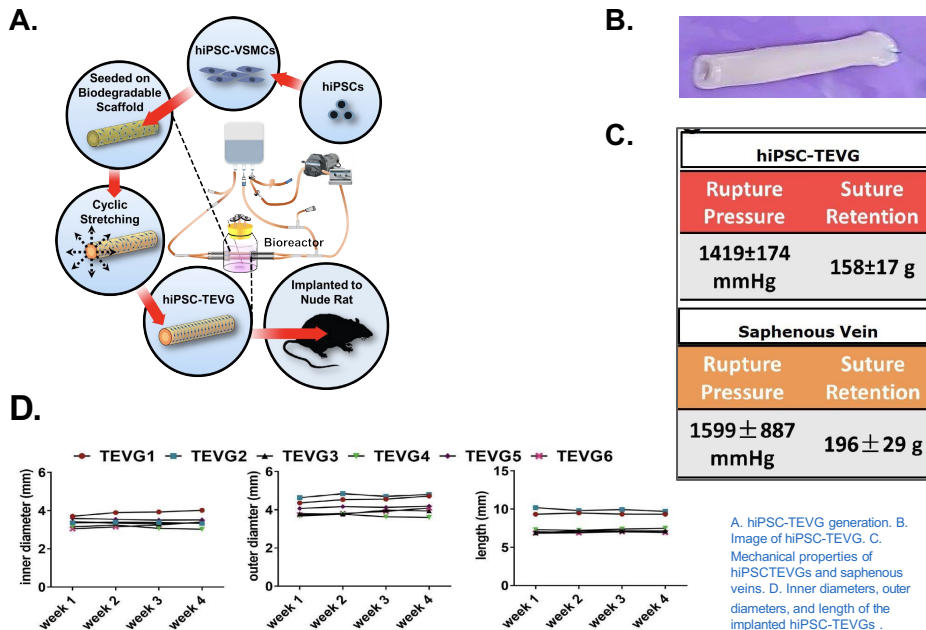 A.
hiPSC-VSMCs
hiPSCs
Seeded on
Biodegradable
Scaffold
Cyclic
Stretching
Bioreactor
hiPSC-TEVG
Implanted to
Nude Rat
B.
C.
hiPSC-TEVG
Rupture Pressure
Suture Retention
1419±174 mmHg
158±17 g
Saphenous Vein
Rupture Pressure
Suture Retention
1599±887 mmHg
196±29 g
D.
TEVG1 TEVG2 TEVG3 TEVG4 TEVG5 TEVG6
inner diameter (mm)
6
4
2
0
week 1
week 2
week 3
week 4
outer diamter (mm)
6
4
2
0
week 1
week 2
week 3
week 4
length (mm)
15
10
5
0
week 1
week 2
week 3
week 4
A. hiPSC-TEVG generation. B.
Image of hiPSC-TEVG. C.
Mechanical properties of
hiPSCTEVGs and saphenous
veins. D. Inner diameters, outer
diameters, and length of the
implanted hiPSC-TEVGs .